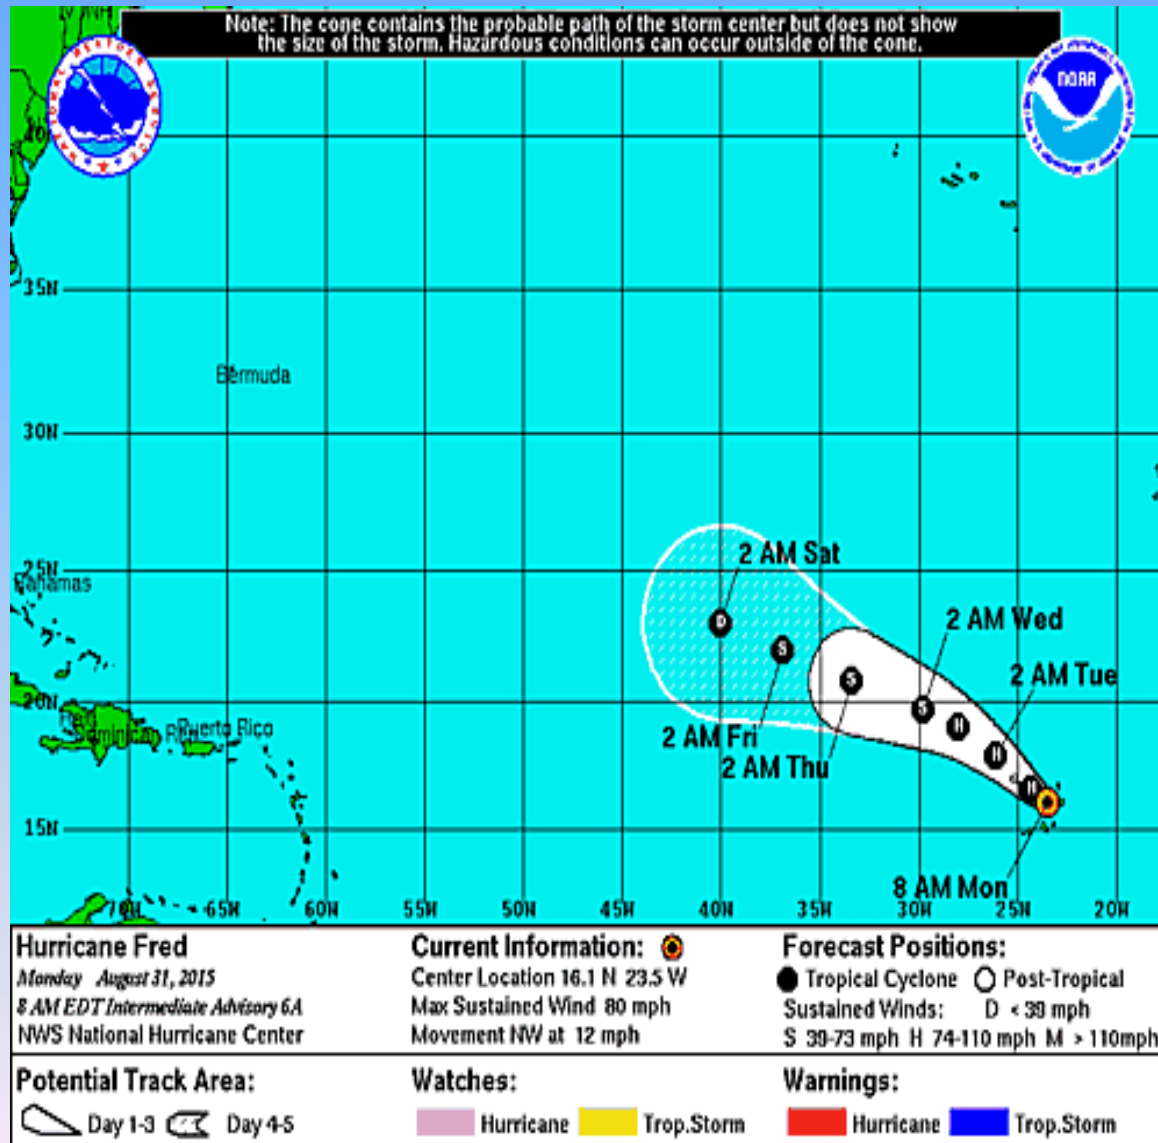 Note: The cone contains the probable path of the storm center but does not show
the size of the storm. Hazardous conditions can occur outside of the cone.
NOAA
35N
Bermuda
30N
2 AM Sat
25N
Bahamas
2 AM Wed
D
S
2 AM Tue
S
20N
S
H
Puerto Rico
2 AM Fri
H
2 AM Thu
H
15N
8 AM Mon
70W 65W 60W 55W 50W 45W 40W 35W 30W 25W 20W
Hurricane Fred
Monday August 31, 2015
8 AM EDT Intermediate Advisory 6A
NWS National Hurricane Center
Current Information:
Center Location 16.1 N 23.5 W
Max Sustained Wind 80 mph
Movement NW at 12 mph
Forecast Positions:
Tropical Cyclone Post-Tropical
Sustained Winds: D < 39 mph
S 39-73 mph H 74-110 mph M > 110mph
Potential Track Area:
Day 1-3 Day 4-5
Watches:
Hurricane Trop.Storm
Warnings:
Hurricane Trop.Storm